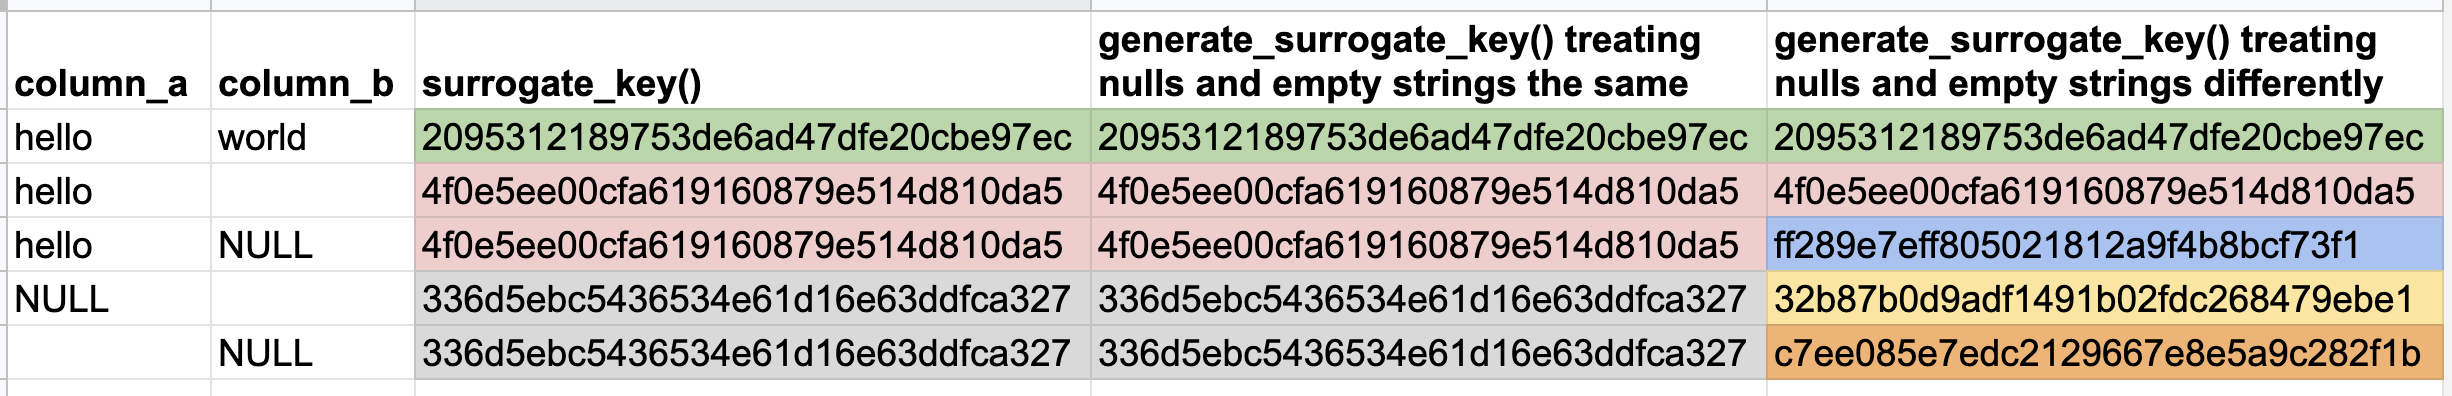 column_a column_b surrogate_key() generate_surrogate_key() treating nulls and empty strings the same generate_surrogate_key() treating nulls and empty strings differently
hello world 2095312189753de6ad47dfe20cbe97ec 2095312189753de6ad47dfe20cbe97ec 2095312189753de6ad47dfe20cbe97ec
hello 4f0e5ee00cfa619160879e514d810da5 4f0e5ee00cfa619160879e514d810da5 4f0e5ee00cfa619160879e514d810da5
hello NULL 4f0e5ee00cfa619160879e514d810da5 4f0e5ee00cfa619160879e514d810da5 ff289e7eff805021812a9f4b8bcf73f1
NULL 336d5ebc5436534e61d16e63ddfca327 336d5ebc5436534e61d16e63ddfca327 32b87b0d9adf1491b02fdc268479ebe1
NULL 336d5ebc5436534e61d16e63ddfca327 336d5ebc5436534e61d16e63ddfca327 c7ee085e7edc2129667e8e5a9c282f1b